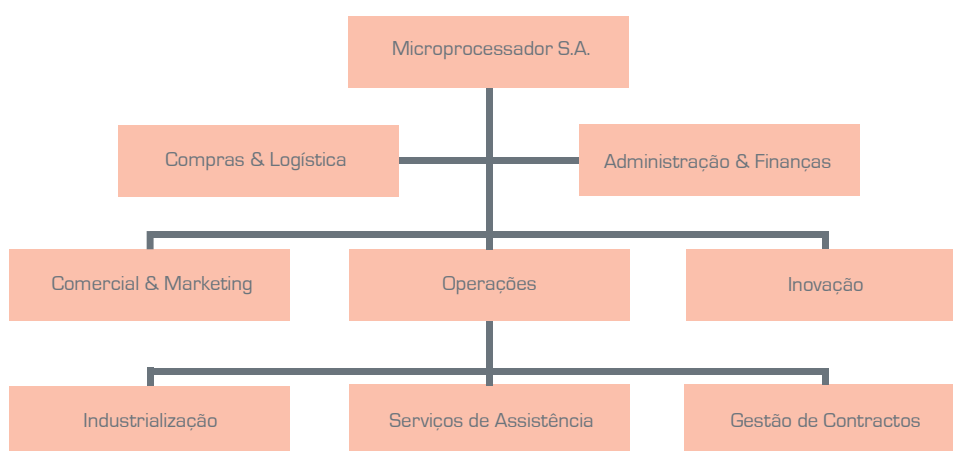 Microprocessador S.A.
Compras & Logística
Administração & Finanças
Comercial & Marketing
Operações
Inovação
Industrialização
Serviços de Assistência
Gestão de Contractos